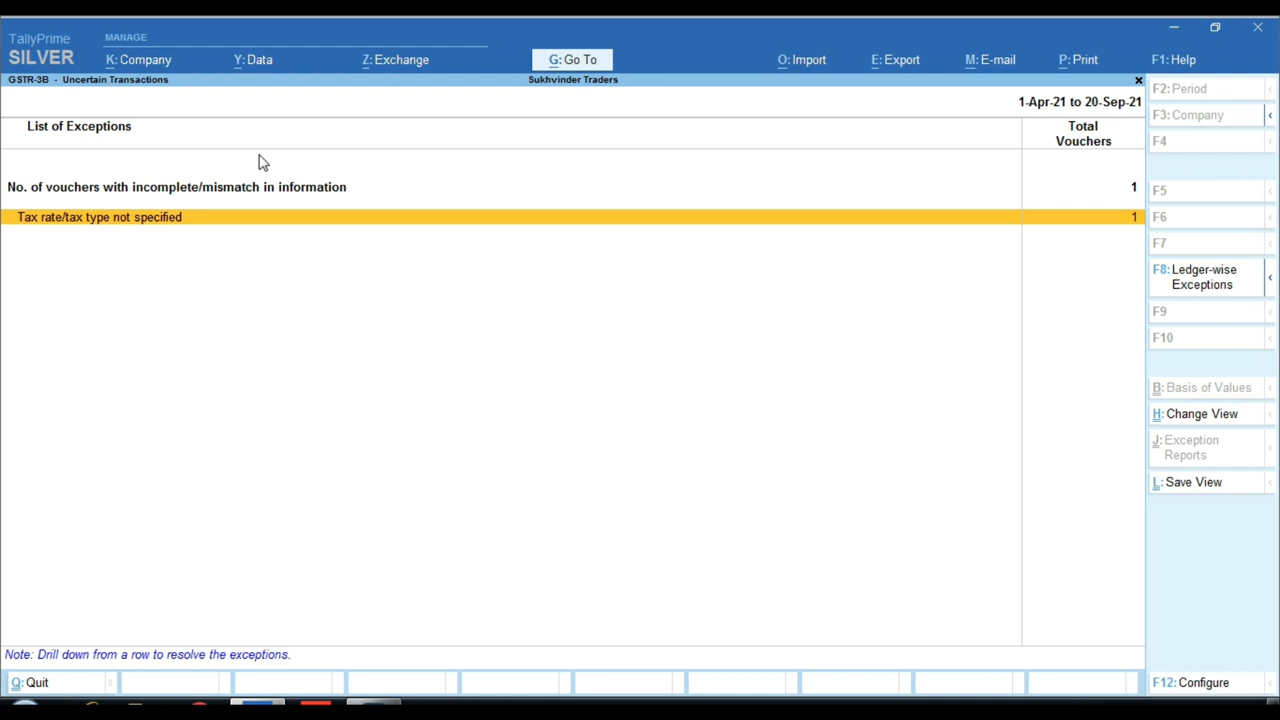 TallyPrime MANAGE
SILVER K: Company Y: Data Z: Exchange G: Go To O: Import E: Export M: E-mail P: Print F1: Help
GSTR-3B - Uncertain Transactions Sukhvinder Traders x
1-Apr-21 to 20-Sep-21
List of Exceptions Total
Vouchers
No. of vouchers with incomplete/mismatch in information 1
Tax rate/tax type not specified 1
F2: Period
F3: Company
F4
F5
F6
F7
F8: Ledger-wise
Exceptions
F9
F10
B: Basis of Values
H: Change View
J: Exception
Reports
L: Save View
Note: Drill down from a row to resolve the exceptions.
Q: Quit F12: Configure